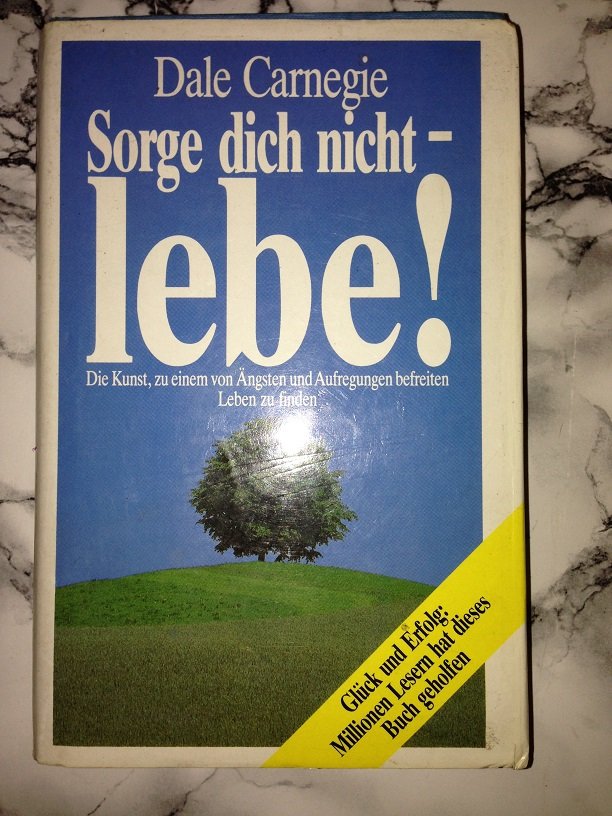 Dale Carnegie
Sorge dich nicht -
lebe!
Die Kunst, zu einem von Ängsten und Aufregungen befreiten
Leben zu finden
Glück und Erfolg:
Millionen Lesern hat dieses
Buch geholfen